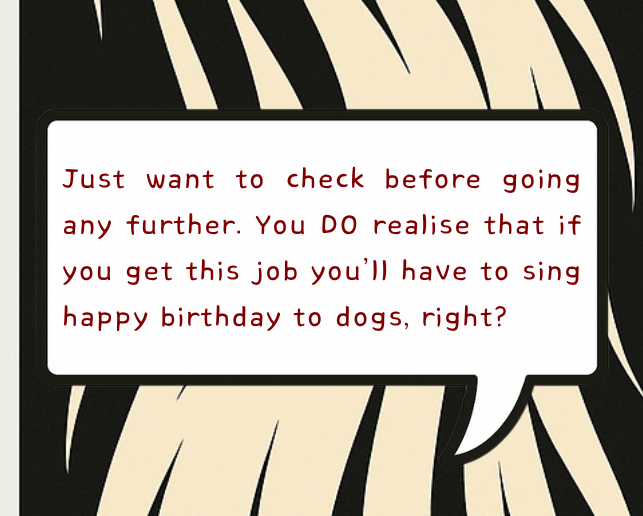 Just want to check before going
any further. You DO realise that if
you get this job you'll have to sing
happy birthday to dogs, right?